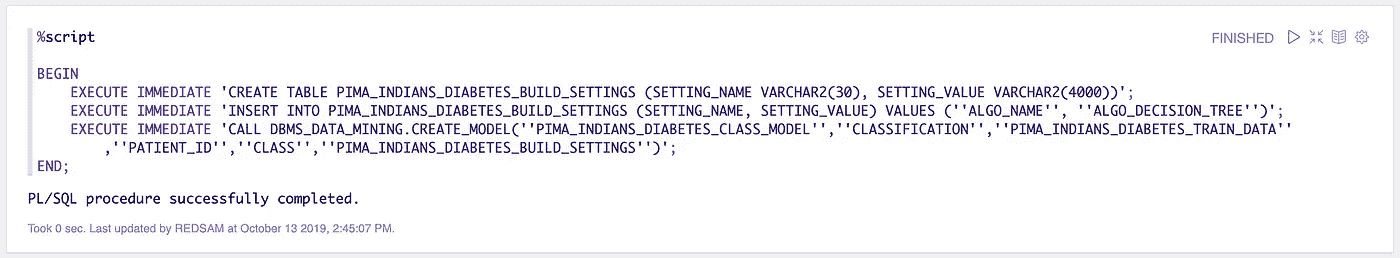 %script
FINISHED
BEGIN
EXECUTE IMMEDIATE 'CREATE TABLE PIMA_INDIANS_DIABETES_BUILD_SETTINGS (SETTING_NAME VARCHAR2(30), SETTING_VALUE VARCHAR2(4000))';
EXECUTE IMMEDIATE 'INSERT INTO PIMA_INDIANS_DIABETES_BUILD_SETTINGS (SETTING_NAME, SETTING_VALUE) VALUES (''ALGO_NAME'', ''ALGO_DECISION_TREE'')';
EXECUTE IMMEDIATE 'CALL DBMS_DATA_MINING.CREATE_MODEL(''PIMA_INDIANS_DIABETES_CLASS_MODEL'',''CLASSIFICATION'',''PIMA_INDIANS_DIABETES_TRAIN_DATA''
,''PATIENT_ID'',''CLASS'',''PIMA_INDIANS_DIABETES_BUILD_SETTINGS'')';
END;
PL/SQL procedure successfully completed.
Took 0 sec. Last updated by REDSAM at October 13 2019, 2:45:07 PM.